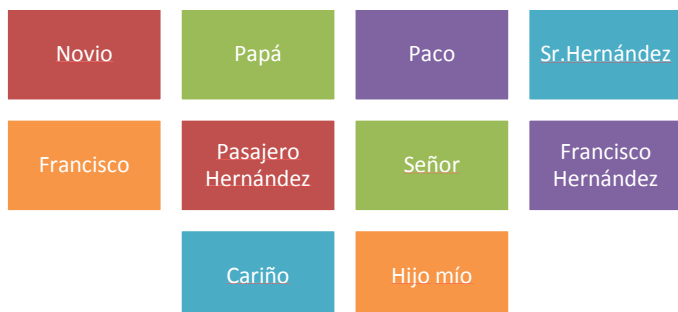 Novio
Papá
Paco
Sr.Hernández
Francisco
Pasajero
Hernández
Señor
Francisco
Hernández
Cariño
Hijo mío